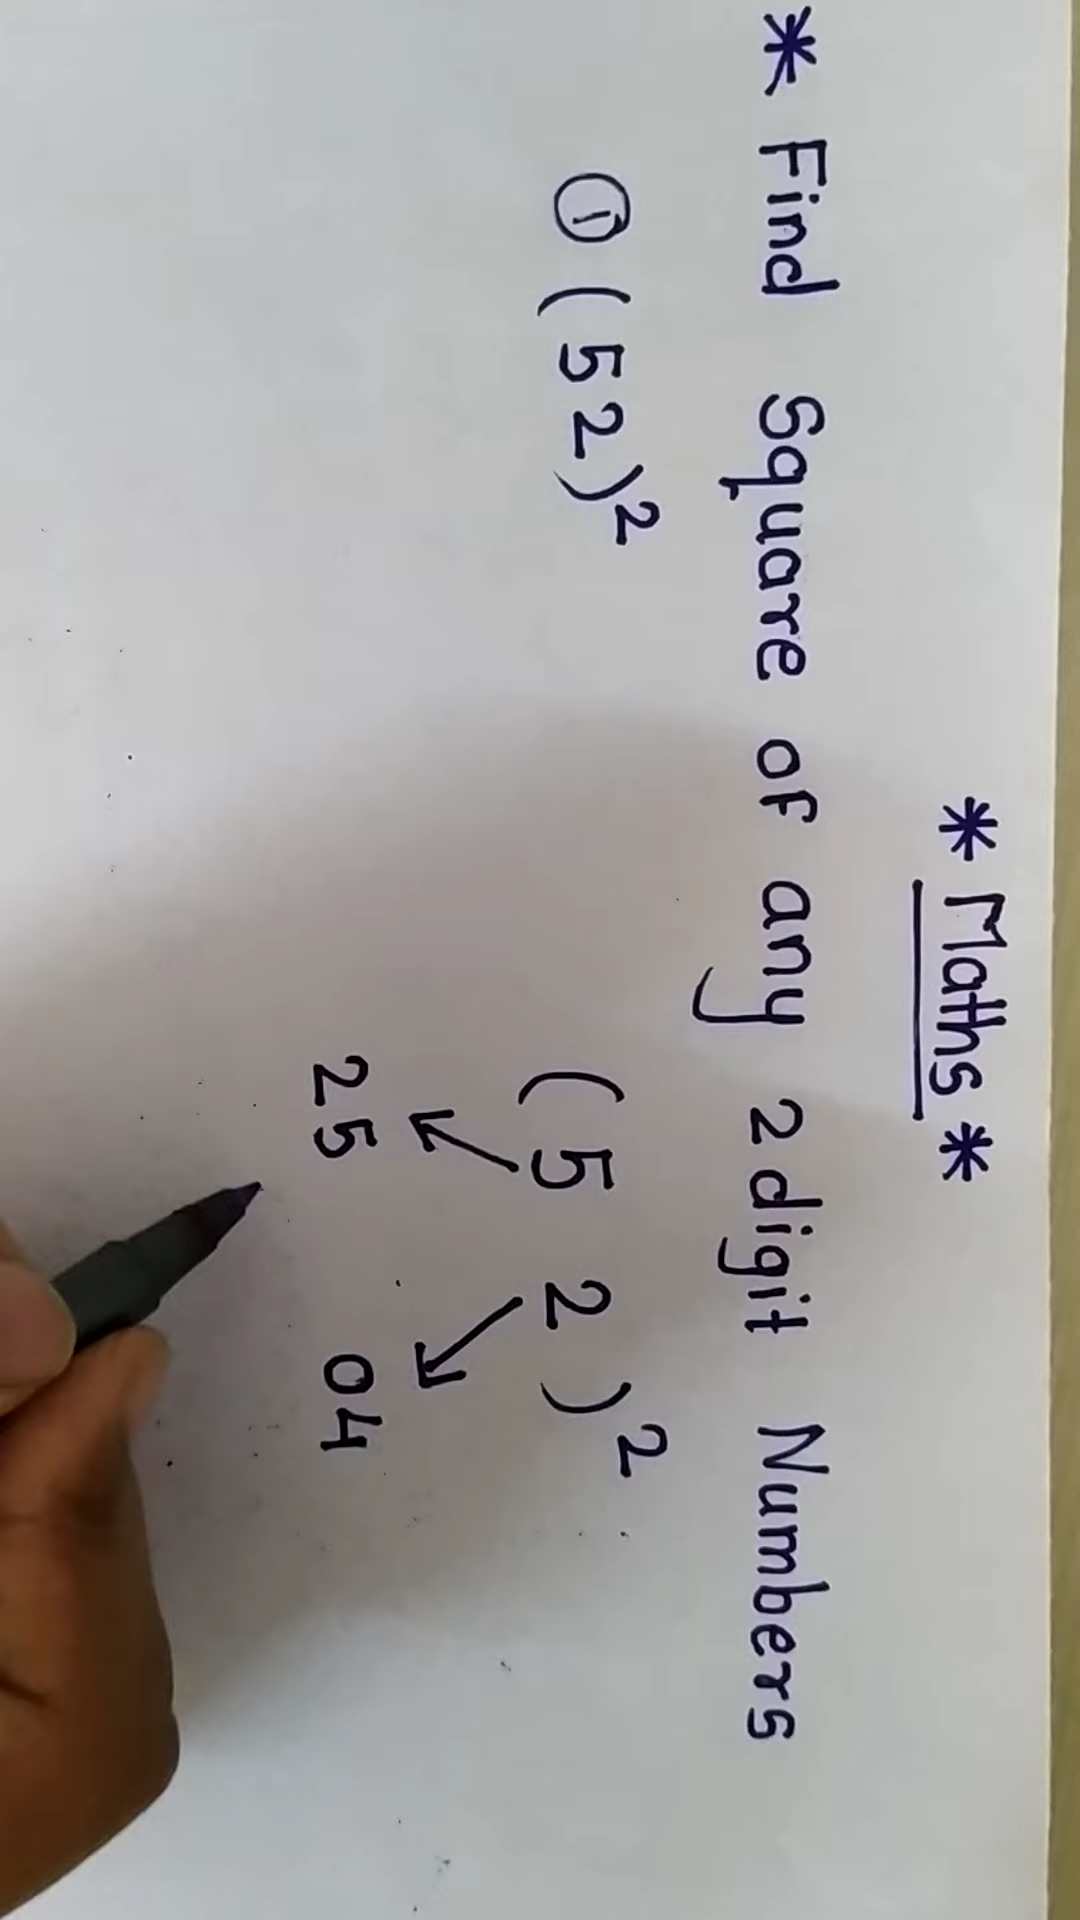 * Maths *
* Find Square of any 2 digit Numbers
① (52)² (5 2)²
25 04